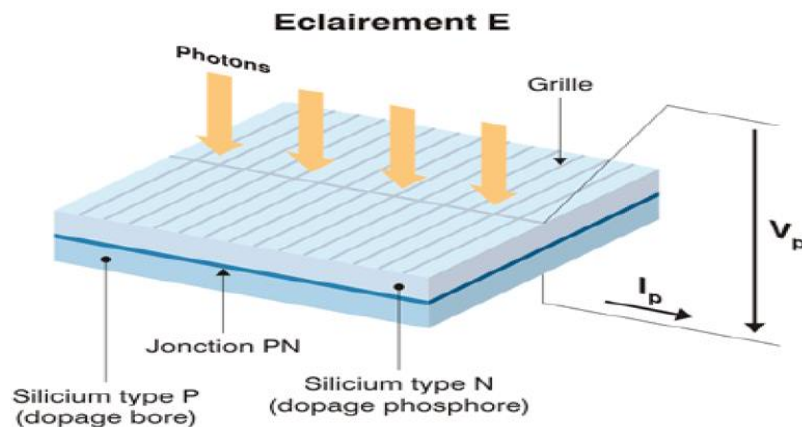 Eclairement E
Photons
Grille
Vp
Ip
Jonction PN
Silicium type P
(dopage bore)
Silicium type N
(dopage phosphore)